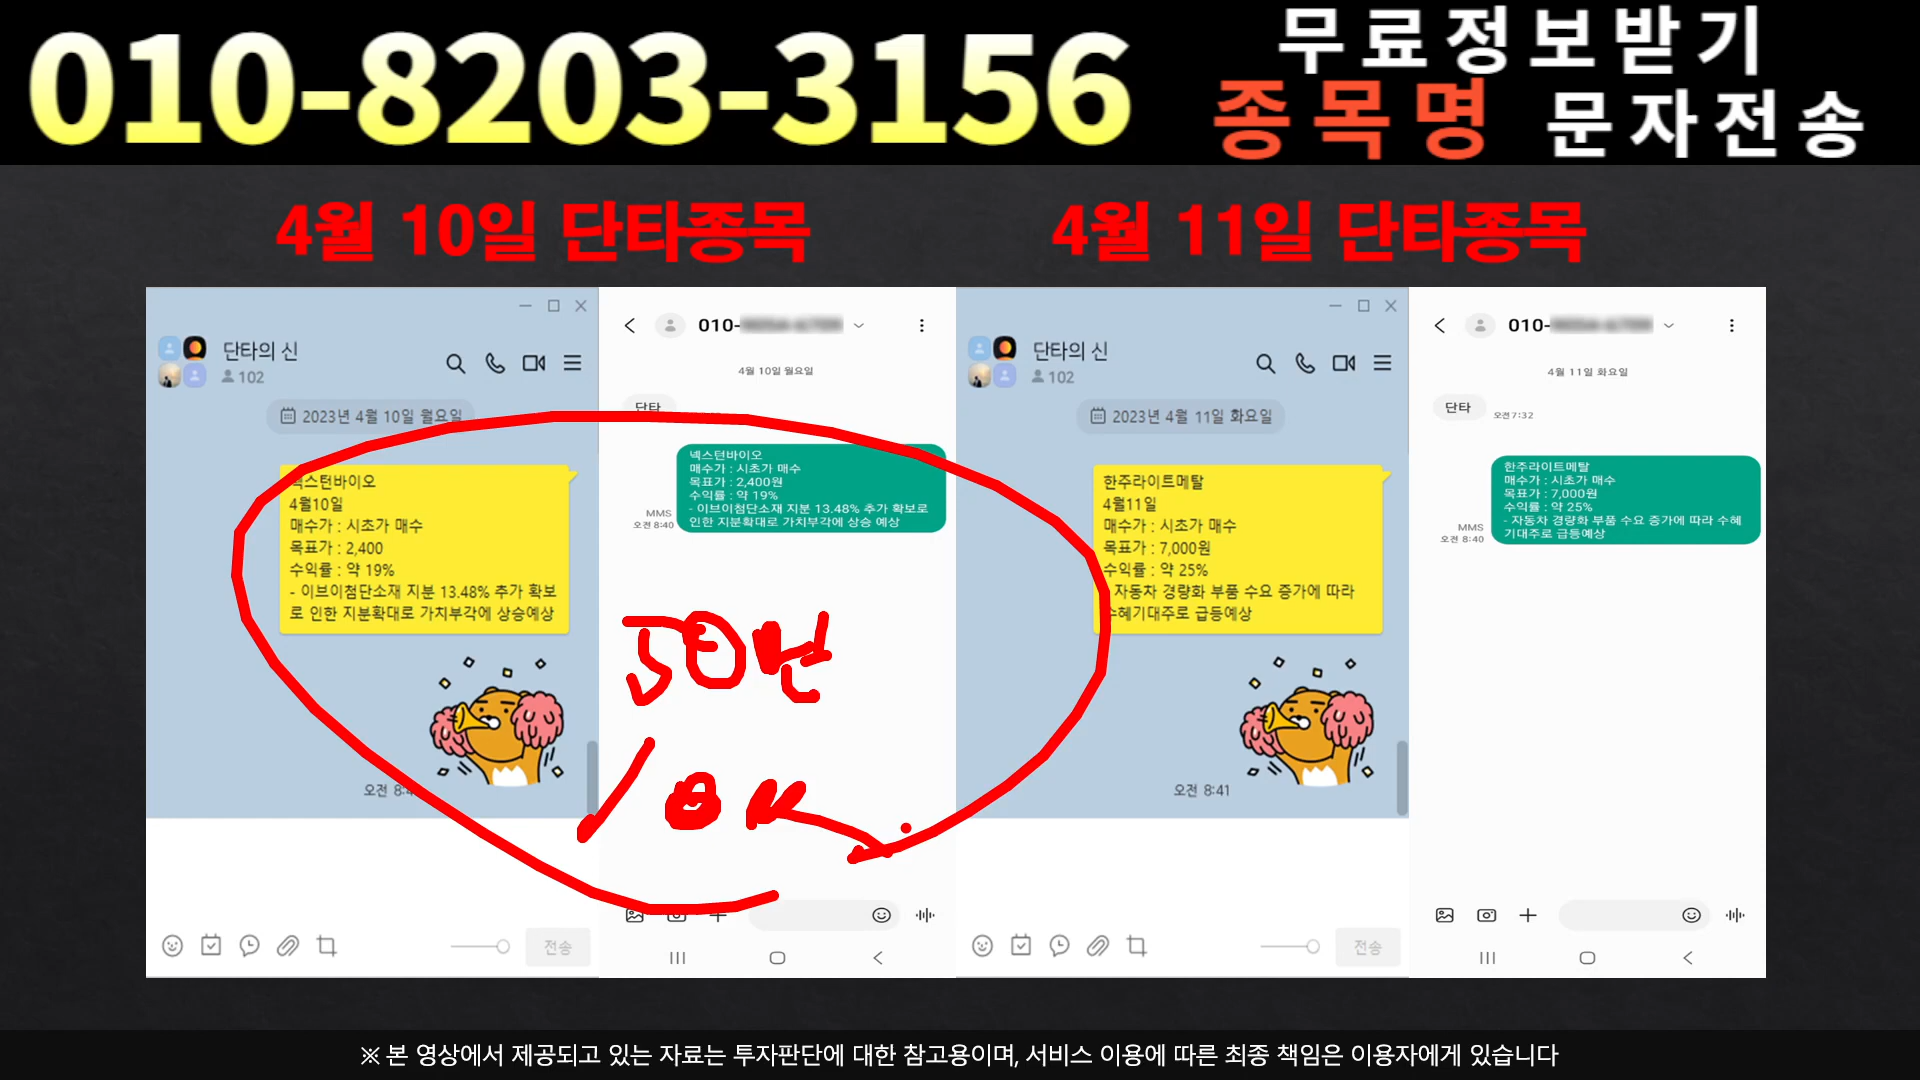 010-8203-3156
무료정보받기
종목명 문자전송
4월 10일 단타종목
4월 11일 단타종목
단타의 신
102
2023년 4월 10일 월요일
넥스턴바이오
4월10일
매수가 : 시초가 매수
목표가 : 2,400
수익률 : 약 19%
- 이브이첨단소재 지분 13.48% 추가 확보
로 인한 지분확대로 가치부각에 상승예상
오전 8:4
전송
010-
4월 10일 월요일
단타
넥스턴바이오
매수가 : 시초가 매수
목표가 : 2,400원
수익률 : 약 19%
- 이브이첨단소재 지분 13.48% 추가 확보로
인한 지분확대로 가치부각에 상승 예상
MMS
오전 8:40
50번
단타의 신
102
2023년 4월 11일 화요일
한주라이트메탈
4월11일
매수가 : 시초가 매수
목표가 : 7,000원
수익률 : 약 25%
자동차 경량화 부품 수요 증가에 따라
수혜기대주로 급등예상
오전 8:41
전송
010-
4월 11일 화요일
단타
오전 7:32
한주라이트메탈
매수가 : 시초가 매수
목표가 : 7,000원
수익률 : 약 25%
- 자동차 경량화 부품 수요 증가에 따라 수혜
기대주로 급등예상
MMS
오전 8:40
※ 본 영상에서 제공되고 있는 자료는 투자판단에 대한 참고용이며, 서비스 이용에 따른 최종 책임은 이용자에게 있습니다